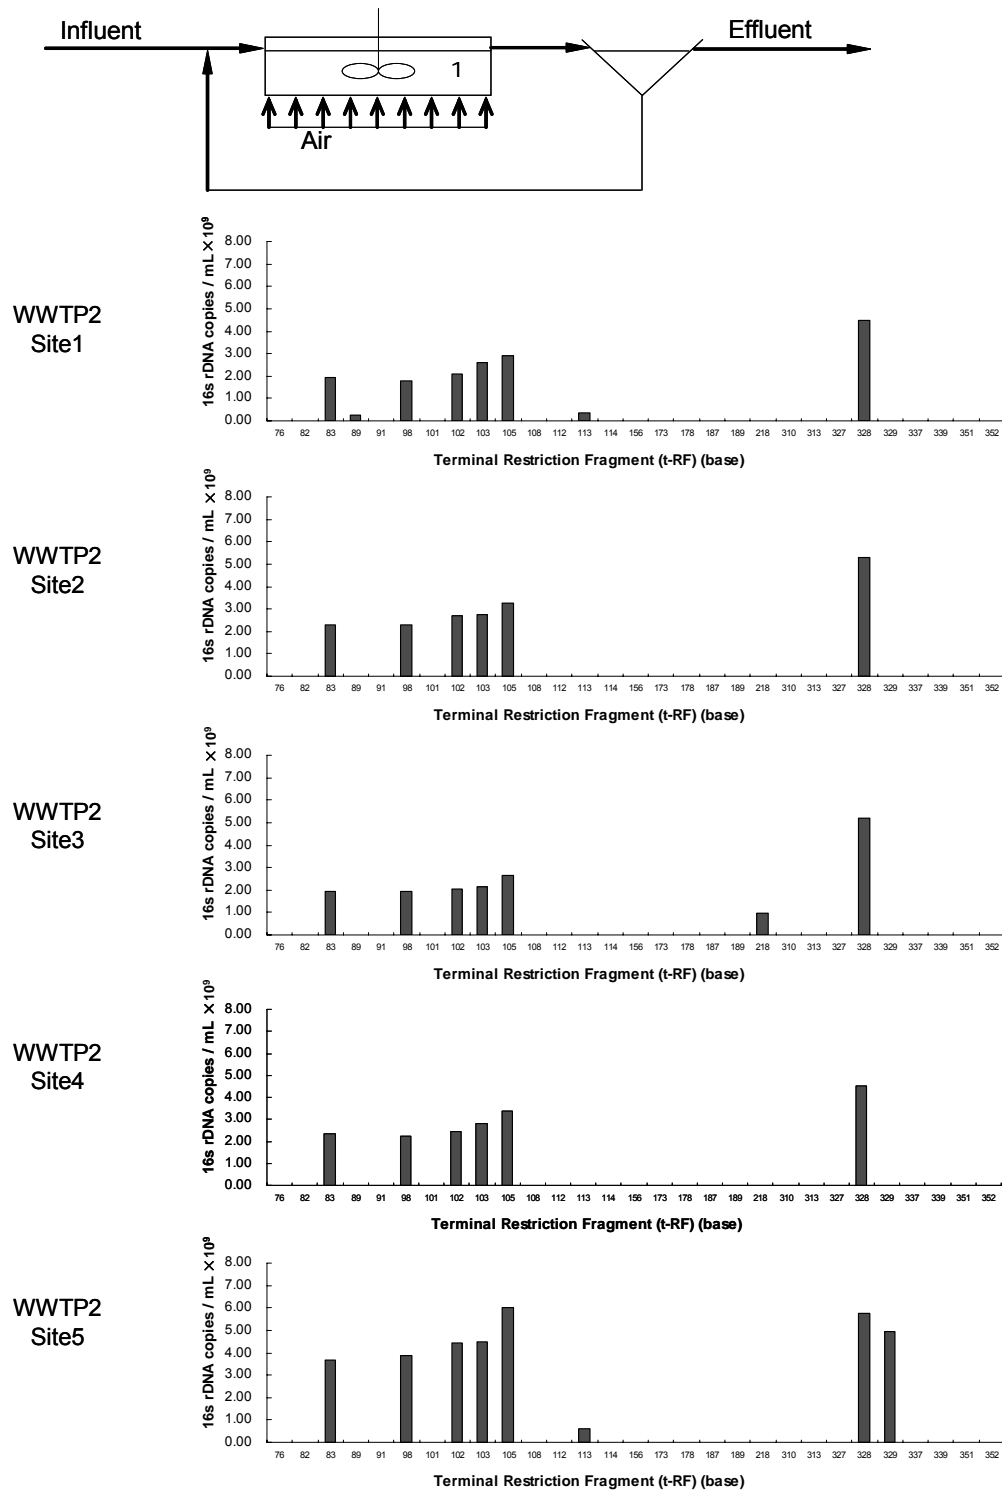 Influent
Effluent
1
Air
WWTP2
Site1
16s rDNA copies / mL ×10⁹
8.00
7.00
6.00
5.00
4.00
3.00
2.00
1.00
0.00
76 82 83 89 91 98 101 102 103 105 108 112 113 114 156 173 178 187 189 218 310 313 327 328 329 337 339 351 352
Terminal Restriction Fragment (t-RF) (base)
WWTP2
Site2
16s rDNA copies / mL ×10⁹
8.00
7.00
6.00
5.00
4.00
3.00
2.00
1.00
0.00
76 82 83 89 91 98 101 102 103 105 108 112 113 114 156 173 178 187 189 218 310 313 327 328 329 337 339 351 352
Terminal Restriction Fragment (t-RF) (base)
WWTP2
Site3
16s rDNA copies / mL ×10⁹
8.00
7.00
6.00
5.00
4.00
3.00
2.00
1.00
0.00
76 82 83 89 91 98 101 102 103 105 108 112 113 114 156 173 178 187 189 218 310 313 327 328 329 337 339 351 352
Terminal Restriction Fragment (t-RF) (base)
WWTP2
Site4
16s rDNA copies / mL ×10⁹
8.00
7.00
6.00
5.00
4.00
3.00
2.00
1.00
0.00
76 82 83 89 91 98 101 102 103 105 108 112 113 114 156 173 178 187 189 218 310 313 327 328 329 337 339 351 352
Terminal Restriction Fragment (t-RF) (base)
WWTP2
Site5
16s rDNA copies / mL ×10⁹
8.00
7.00
6.00
5.00
4.00
3.00
2.00
1.00
0.00
76 82 83 89 91 98 101 102 103 105 108 112 113 114 156 173 178 187 189 218 310 313 327 328 329 337 339 351 352
Terminal Restriction Fragment (t-RF) (base)